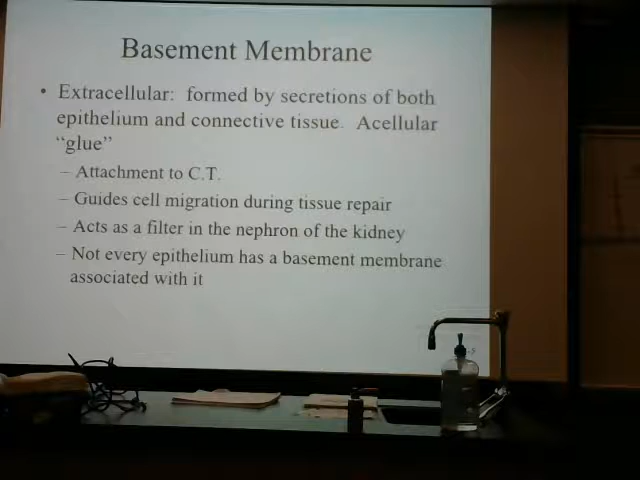 Basement Membrane
• Extracellular: formed by secretions of both
epithelium and connective tissue. Acellular
“glue”
– Attachment to C.T.
– Guides cell migration during tissue repair
– Acts as a filter in the nephron of the kidney
– Not every epithelium has a basement membrane
associated with it